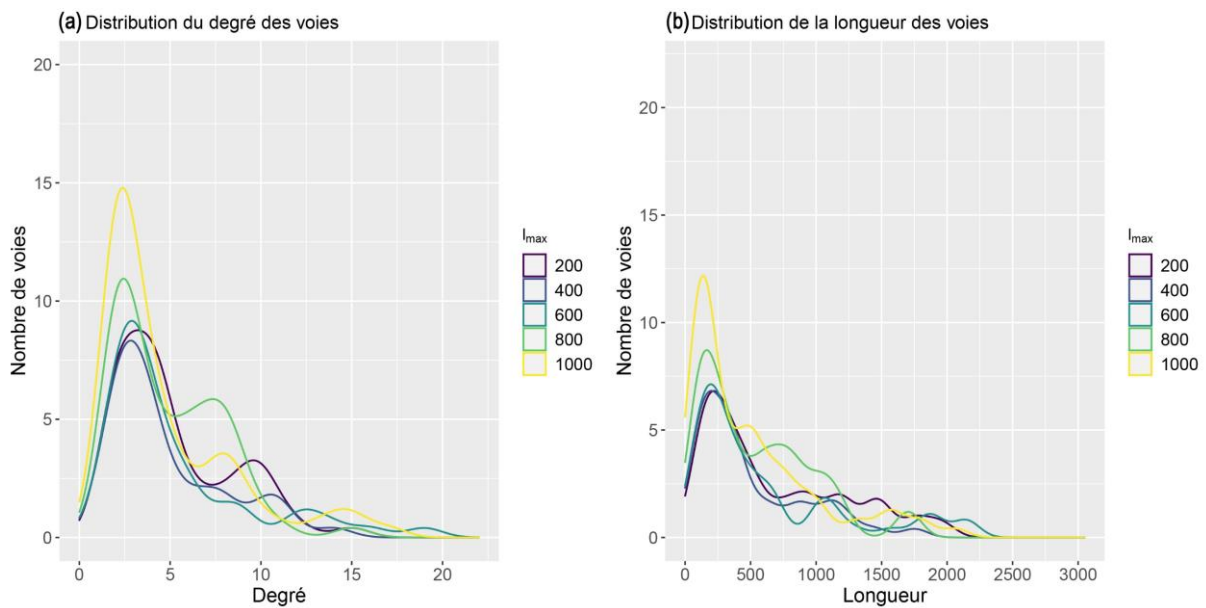 (a) Distribution du degré des voies
20
15
10
5
0
Nombre de voies
0 5 10 15 20
Degré
lmax
200
400
600
800
1000
(b) Distribution de la longueur des voies
20
15
10
5
0
Nombre de voies
0 500 1000 1500 2000 2500 3000
Longueur
lmax
200
400
600
800
1000